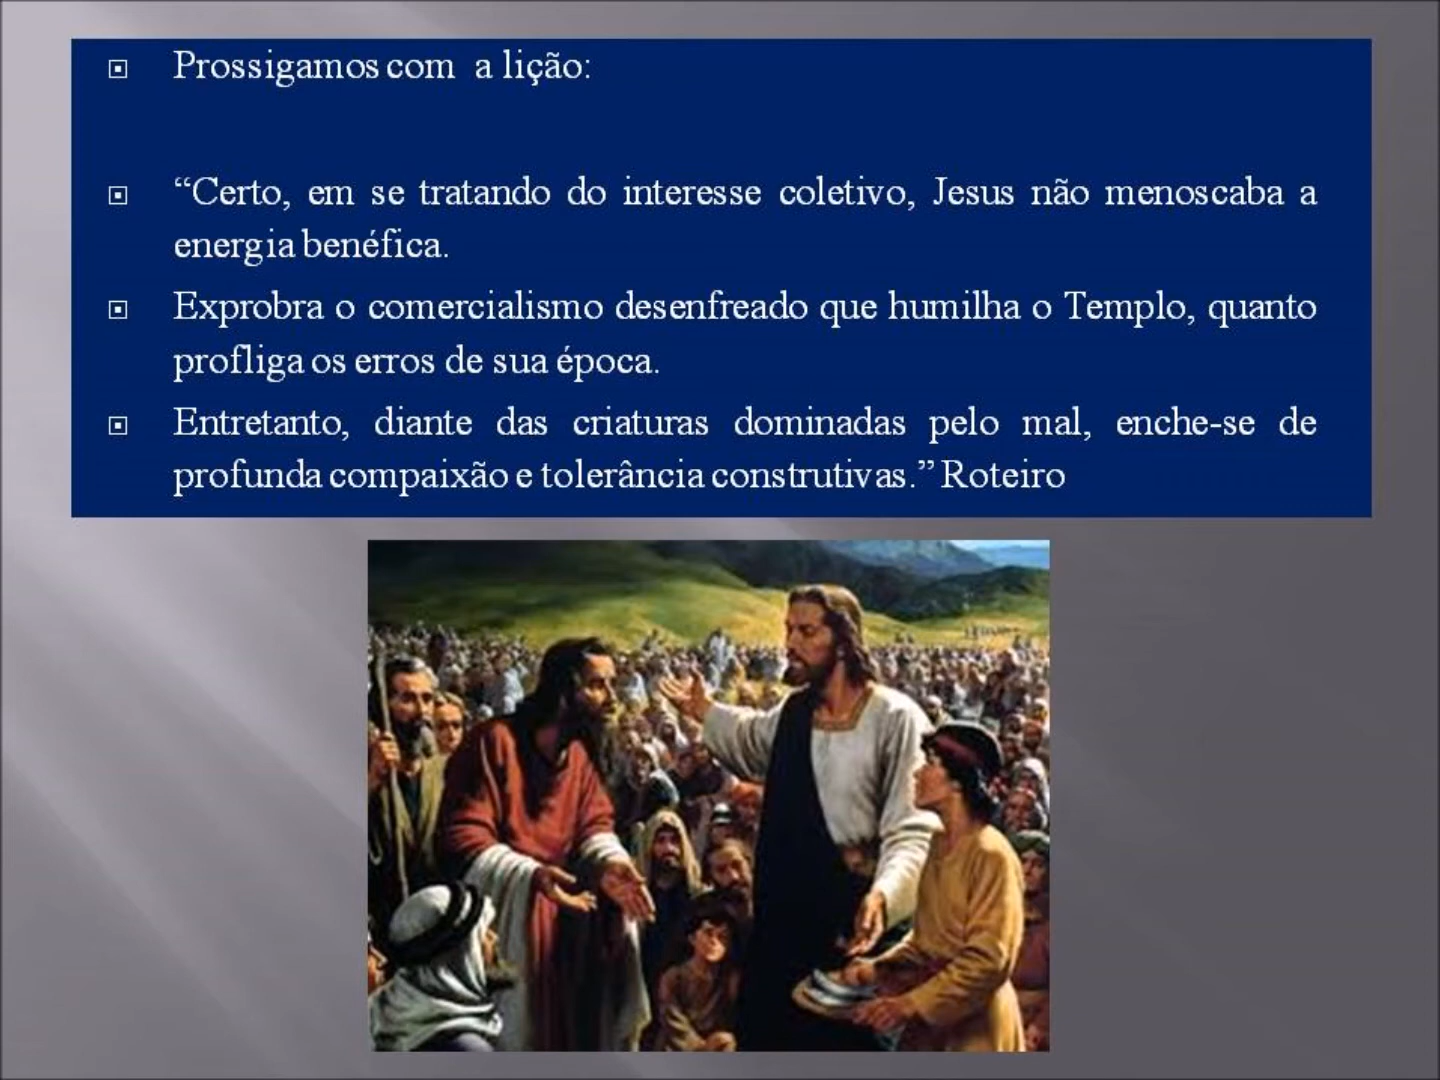 Prossigamos com a lição:
“Certo, em se tratando do interesse coletivo, Jesus não menoscaba a
energia benéfica.
Exprobra o comercialismo desenfreado que humilha o Templo, quanto
profliga os erros de sua época.
Entretanto, diante das criaturas dominadas pelo mal, enche-se de
profunda compaixão e tolerância construtivas.” Roteiro